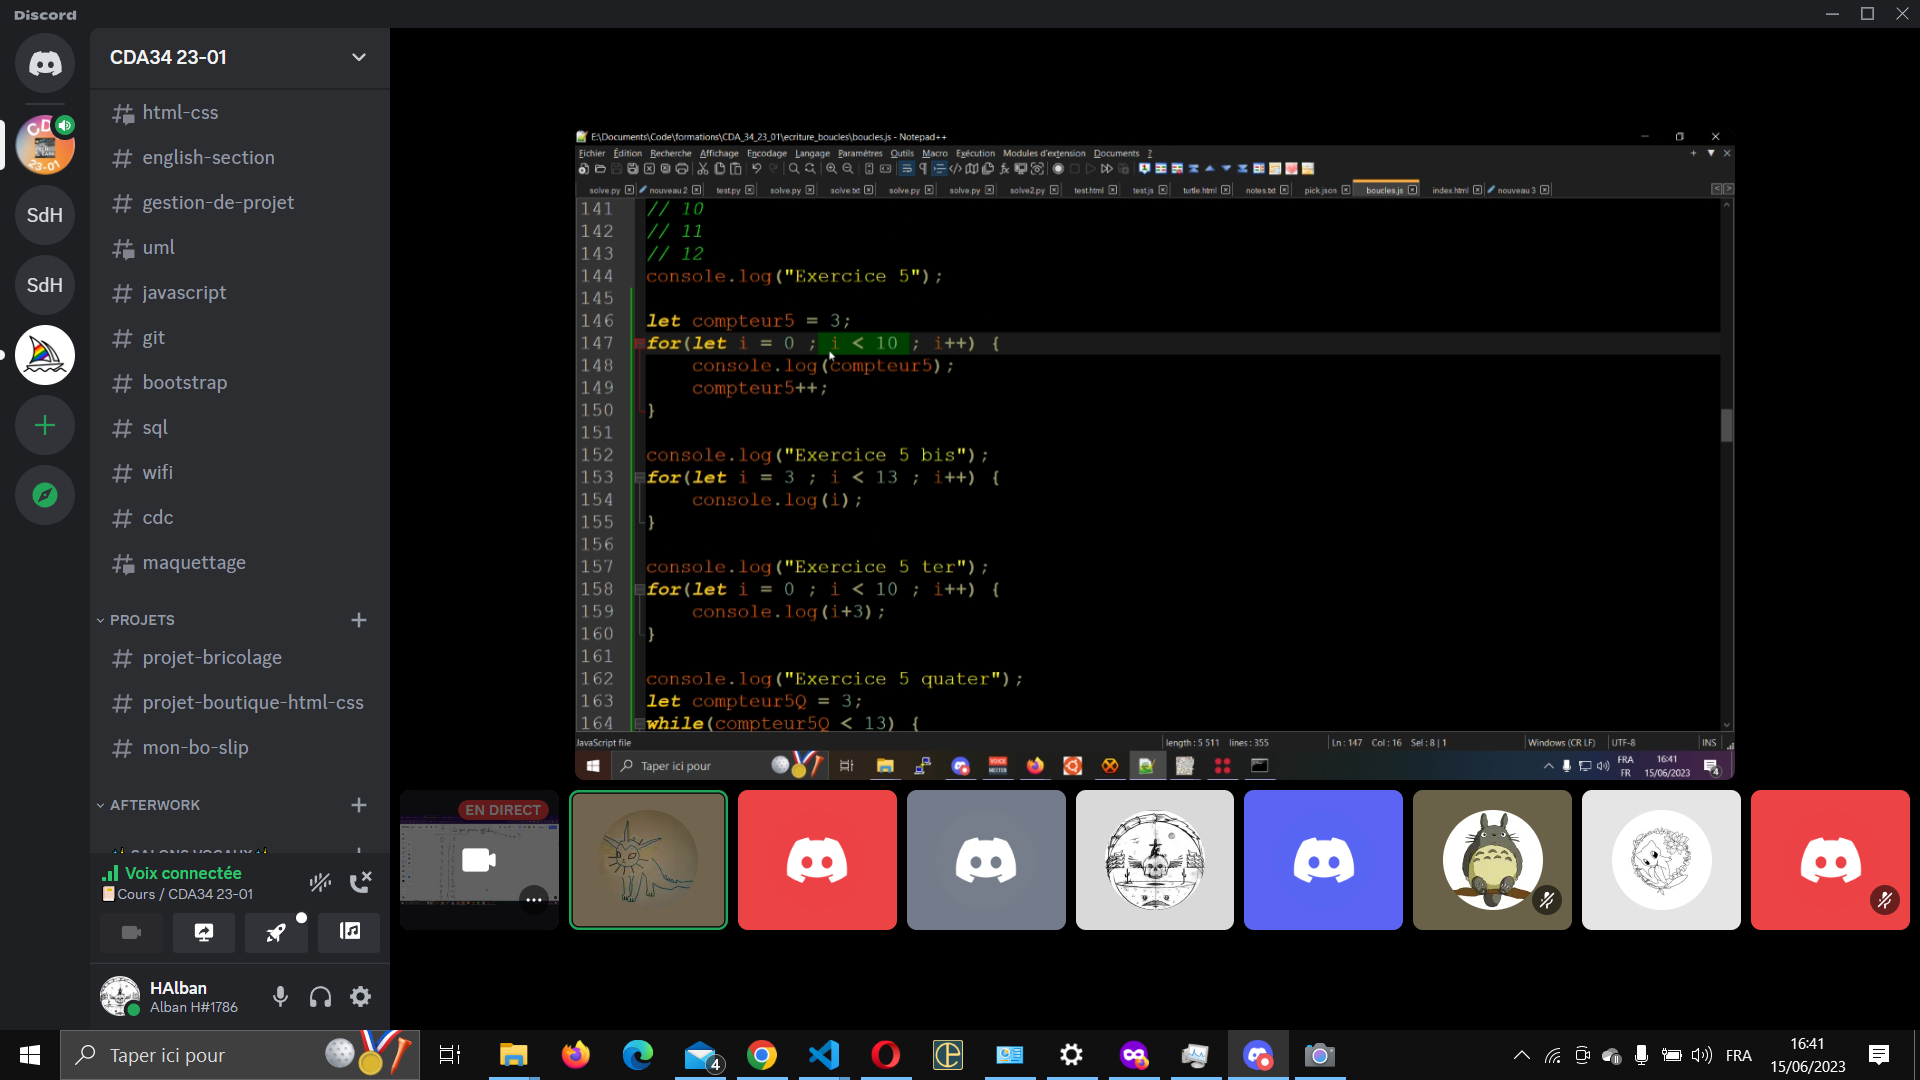 Discord
CDA34 23-01
html-css
english-section
gestion-de-projet
uml
javascript
git
bootstrap
sql
wifi
cdc
maquettage
PROJETS
projet-bricolage
projet-boutique-html-css
mon-bo-slip
AFTERWORK
SdH
SdH
Voix connectée
Cours / CDA34 23-01
HAlban
Alban H#1786
E:\Documents\Code\formations\CDA_34_23_01\ecriture_boucles\boucles.js - Notepad++
Fichier Édition Recherche Affichage Encodage Langage Paramètres Outils Macro Exécution Modules d'extension Documents ?
solve.py nouveau 2 test.py solve.py solve.txt solve.py solve.py solve2.py test.html test.js turtle.html notes.txt pick.json boucles.js index.html nouveau 3
141 // 10
142 // 11
143 // 12
144 console.log("Exercice 5");
145
146 let compteur5 = 3;
147 for(let i = 0 ; i < 10 ; i++) {
148 console.log(compteur5);
149 compteur5++;
150 }
151
152 console.log("Exercice 5 bis");
153 for(let i = 3 ; i < 13 ; i++) {
154 console.log(i);
155 }
156
157 console.log("Exercice 5 ter");
158 for(let i = 0 ; i < 10 ; i++) {
159 console.log(i+3);
160 }
161
162 console.log("Exercice 5 quater");
163 let compteur5Q = 3;
164 while(compteur5Q < 13) {
JavaScript file length : 5 511 lines : 355 Ln : 147 Col : 16 Sel : 8 | 1 Windows (CR LF) UTF-8 INS
Taper ici pour
FRA
FR
16:41
15/06/2023
4
EN DIRECT
Taper ici pour
4
FRA
16:41
15/06/2023